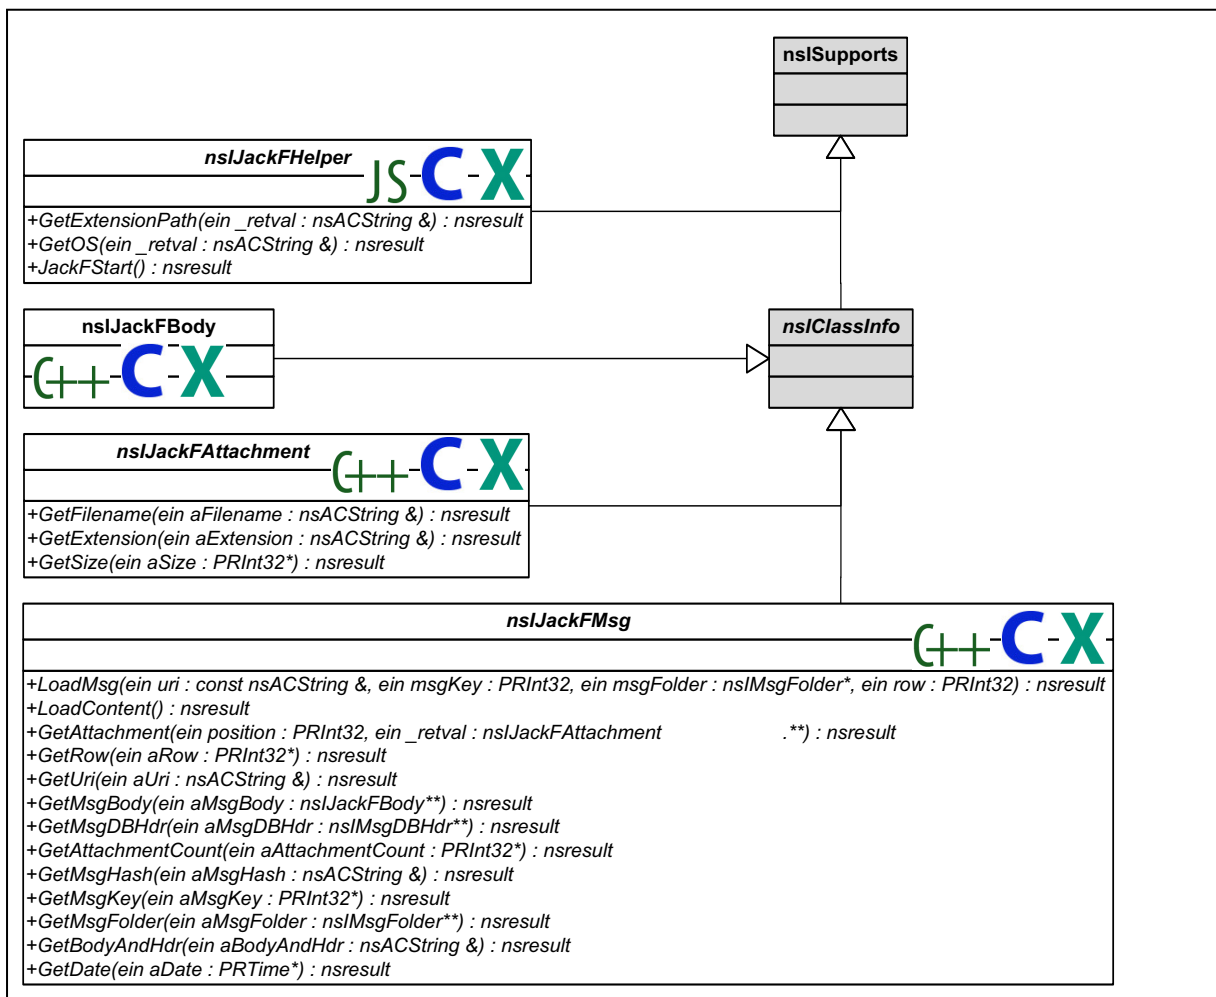 nsISupports
nsIJackFHelper
JS C X
+GetExtensionPath(ein _retval : nsACString &) : nsresult
+GetOS(ein _retval : nsACString &) : nsresult
+JackFStart() : nsresult
nsIJackFBody
C++ C X
nsIClassInfo
nsIJackFAttachment
C++ C X
+GetFilename(ein aFilename : nsACString &) : nsresult
+GetExtension(ein aExtension : nsACString &) : nsresult
+GetSize(ein aSize : PRInt32*) : nsresult
nsIJackFMsg
C++ C X
+LoadMsg(ein uri : const nsACString &, ein msgKey : PRInt32, ein msgFolder : nsIMsgFolder*, ein row : PRInt32) : nsresult
+LoadContent() : nsresult
+GetAttachment(ein position : PRInt32, ein _retval : nsIJackFAttachment .**) : nsresult
+GetRow(ein aRow : PRInt32*) : nsresult
+GetUri(ein aUri : nsACString &) : nsresult
+GetMsgBody(ein aMsgBody : nsIJackFBody**) : nsresult
+GetMsgDBHdr(ein aMsgDBHdr : nsIMsgDBHdr**) : nsresult
+GetAttachmentCount(ein aAttachmentCount : PRInt32*) : nsresult
+GetMsgHash(ein aMsgHash : nsACString &) : nsresult
+GetMsgKey(ein aMsgKey : PRInt32*) : nsresult
+GetMsgFolder(ein aMsgFolder : nsIMsgFolder**) : nsresult
+GetBodyAndHdr(ein aBodyAndHdr : nsACString &) : nsresult
+GetDate(ein aDate : PRTime*) : nsresult